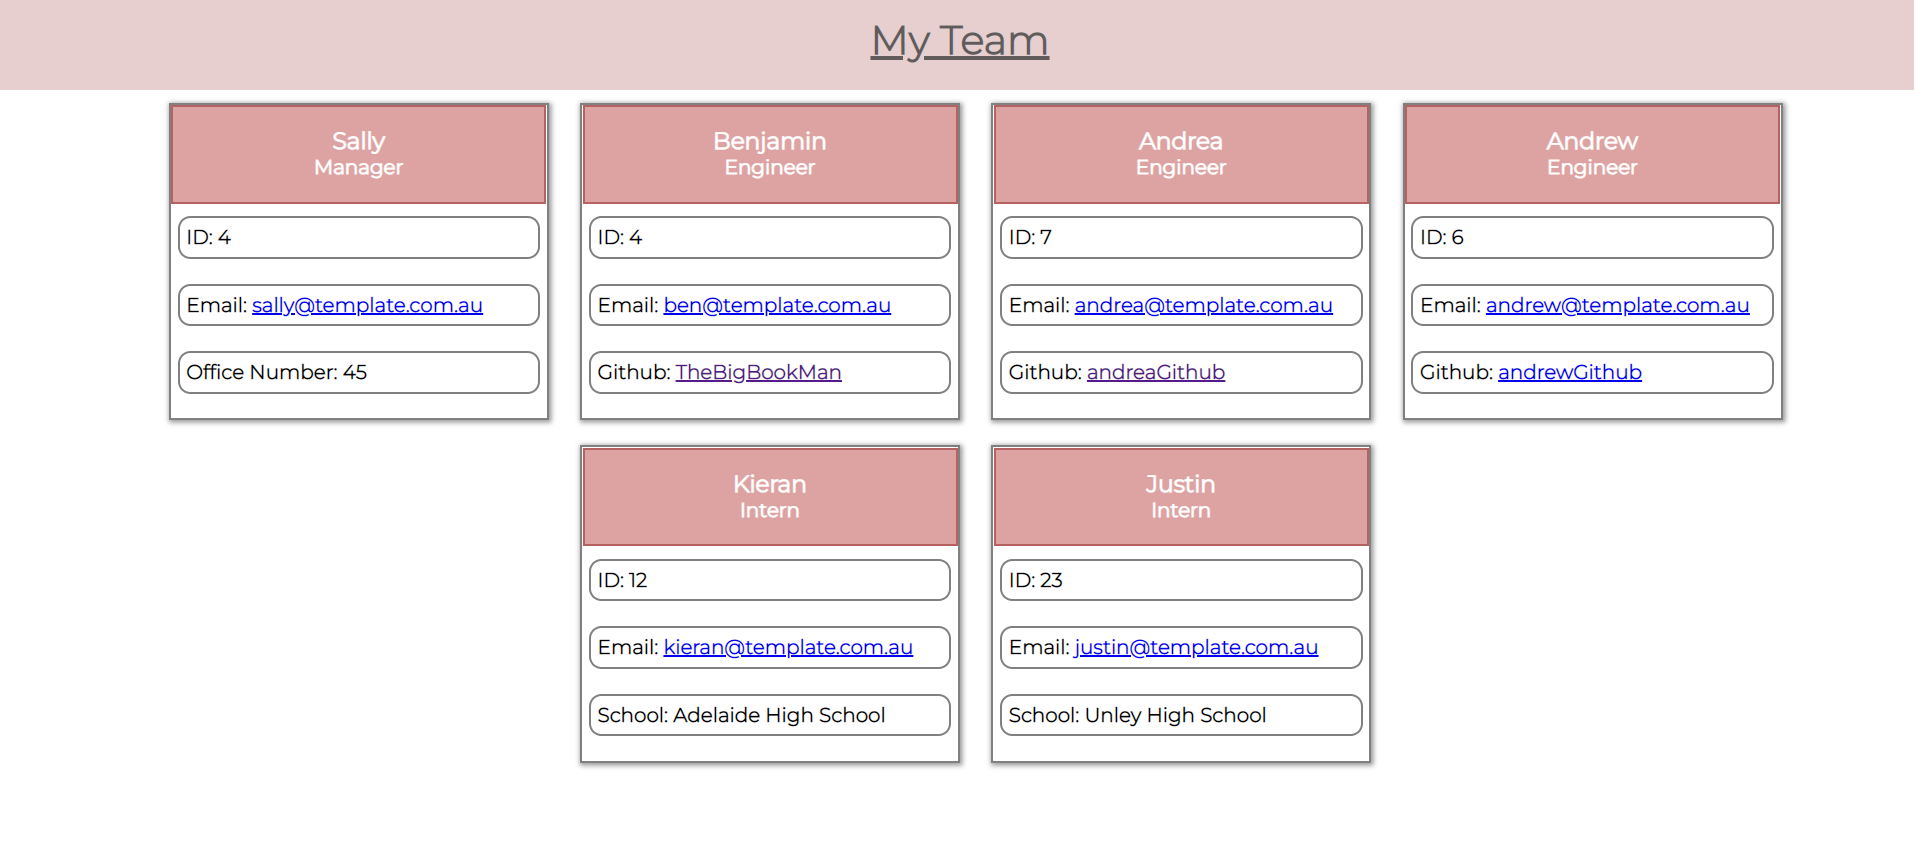 My Team
Sally
Manager
ID: 4
Email: sally@template.com.au
Office Number: 45
Benjamin
Engineer
ID: 4
Email: ben@template.com.au
Github: TheBigBookMan
Andrea
Engineer
ID: 7
Email: andrea@template.com.au
Github: andreaGithub
Andrew
Engineer
ID: 6
Email: andrew@template.com.au
Github: andrewGithub
Kieran
Intern
ID: 12
Email: kieran@template.com.au
School: Adelaide High School
Justin
Intern
ID: 23
Email: justin@template.com.au
School: Unley High School